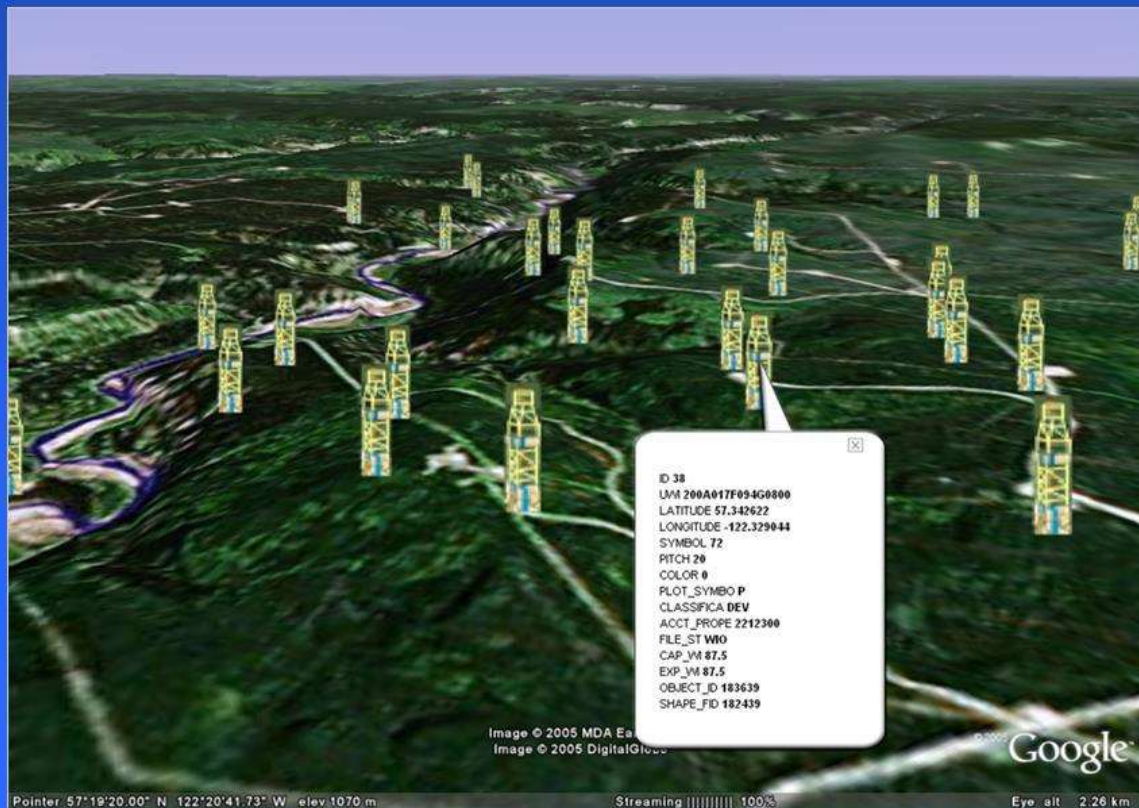 ID 38
UWI 200A017F094G0800
LATITUDE 57.342622
LONGITUDE -122.329044
SYMBOL 72
PITCH 20
COLOR 0
PLOT_SYMBO P
CLASSIFICA DEV
ACCT_PROPE 2212300
FILE_ST WIO
CAP_WI 87.5
EXP_WI 87.5
OBJECT_ID 183639
SHAPE_FID 182439
Image © 2005 MDA Ea
Image © 2005 DigitalGlobe
© 2005 Google™
Pointer 57°19'20.00" N 122°20'41.73" W elev 1070 m Streaming |||||||||| 100% Eye alt 2.26 km